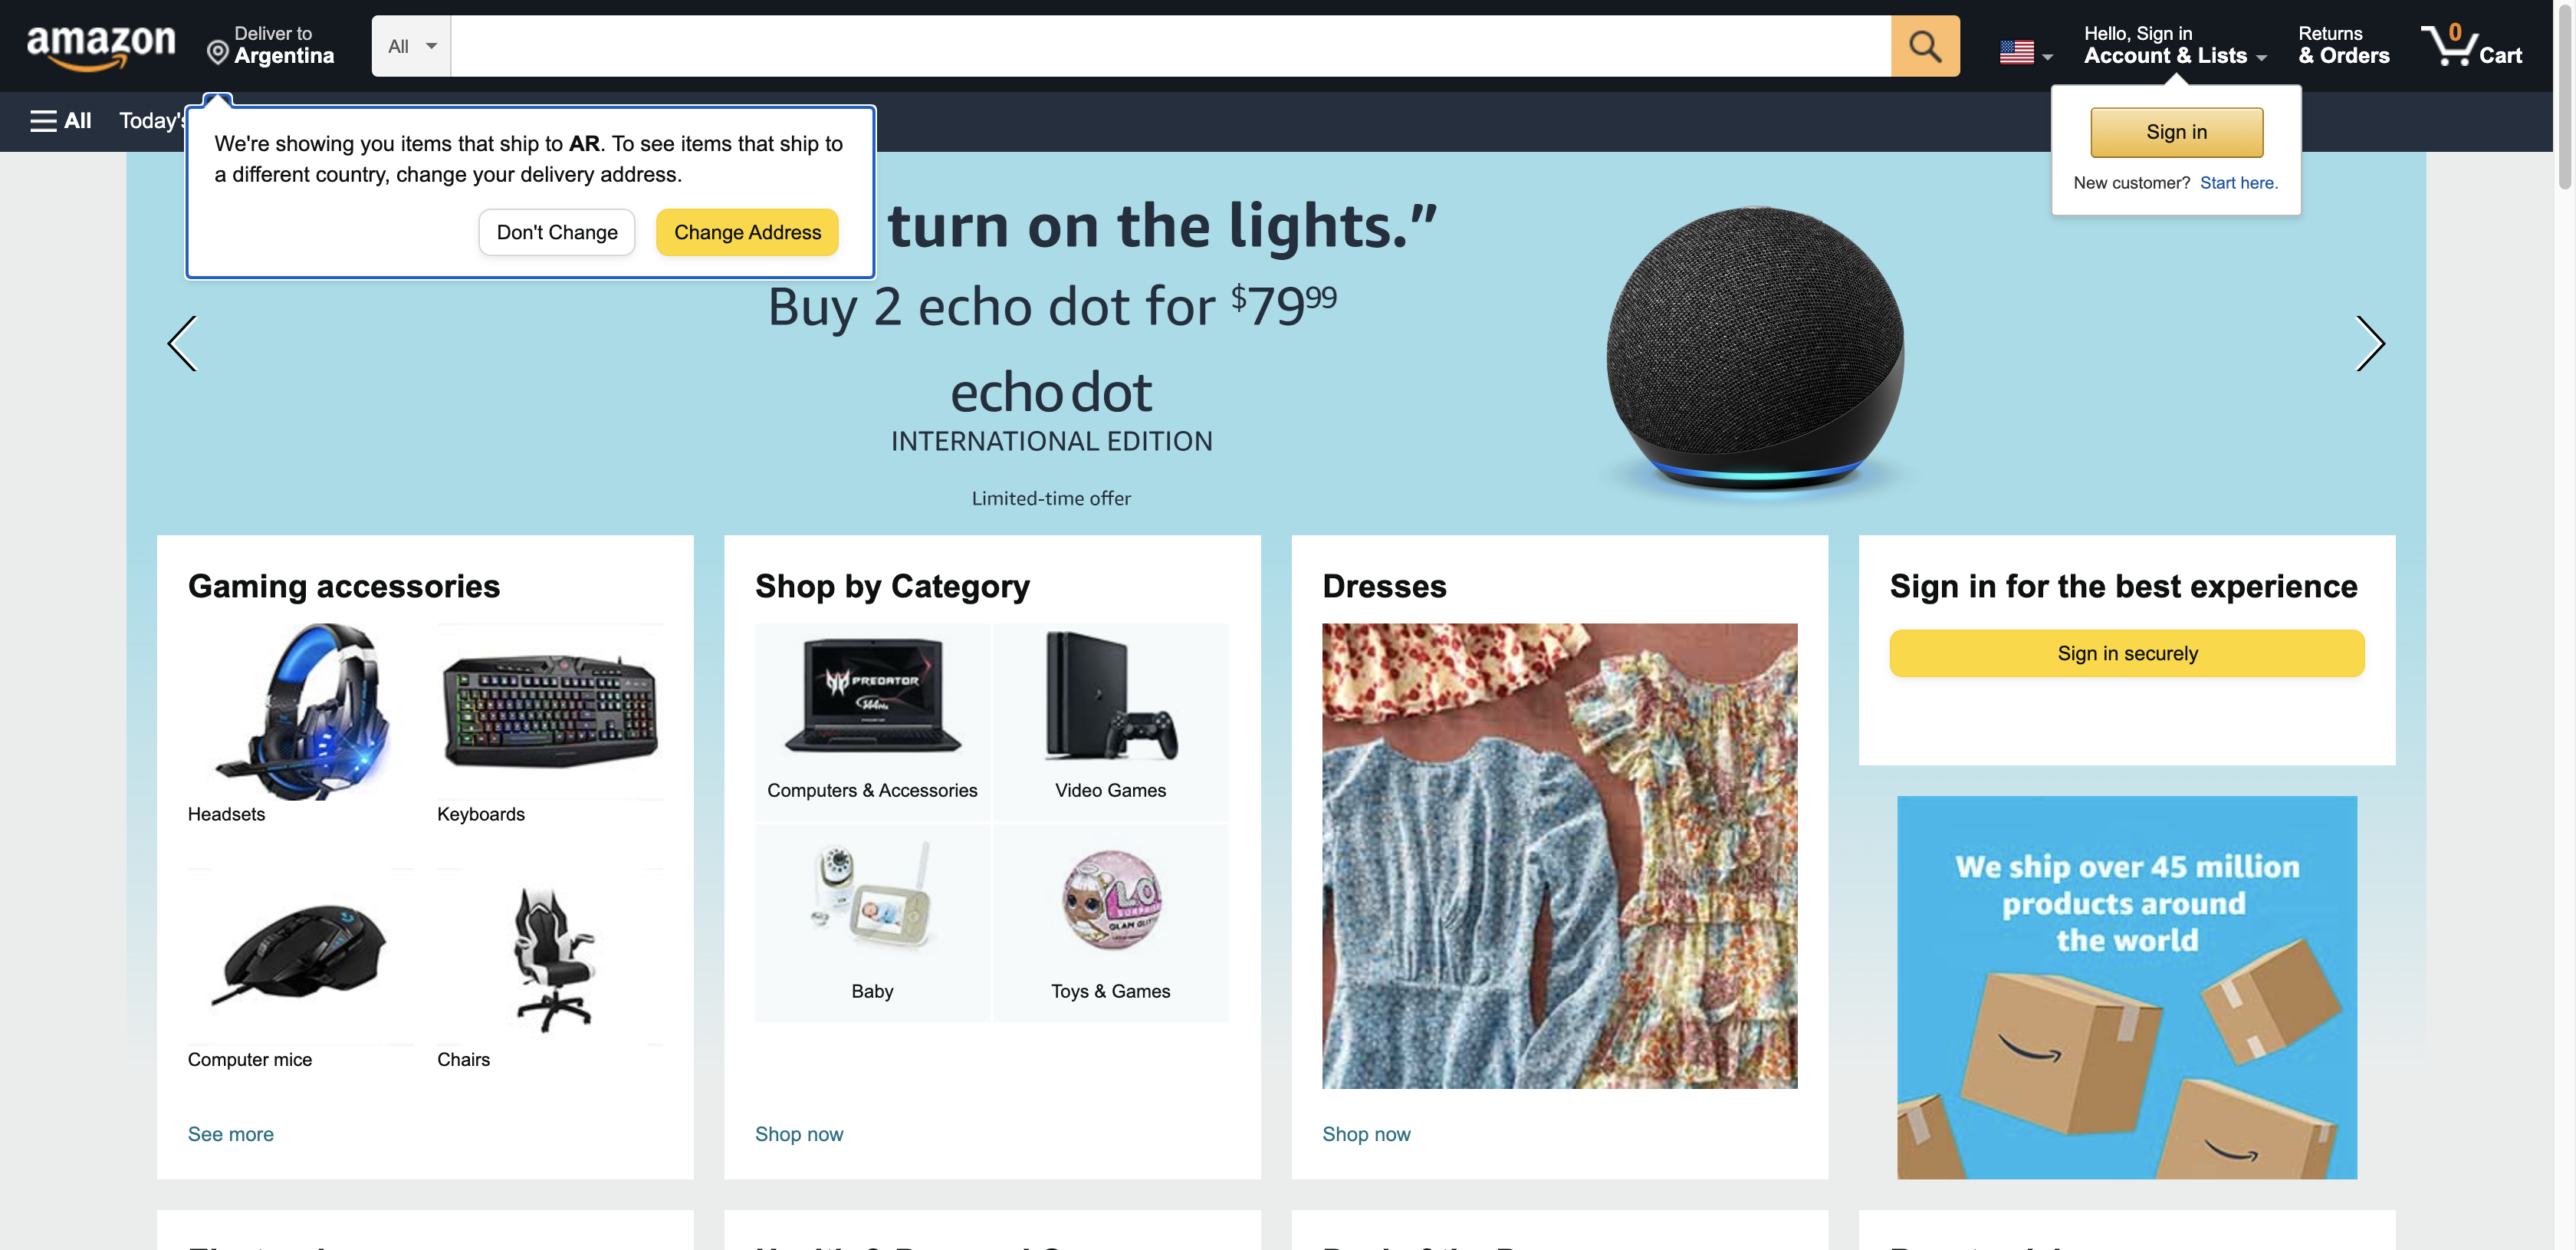 amazon
Deliver to
Argentina
All
Hello, Sign in
Account & Lists
Returns
& Orders
0
Cart
All
Today's
We're showing you items that ship to AR. To see items that ship to
a different country, change your delivery address.
Don't Change
Change Address
Sign in
New customer? Start here.
turn on the lights.”
Buy 2 echo dot for $7999
echo dot
INTERNATIONAL EDITION
Limited-time offer
Gaming accessories
Headsets
Keyboards
Computer mice
Chairs
See more
Shop by Category
PREDATOR
144Hz
Computers & Accessories
Video Games
L.O.L
SURPRISE
Baby
Toys & Games
Shop now
Dresses
Shop now
Sign in for the best experience
Sign in securely
We ship over 45 million
products around
the world